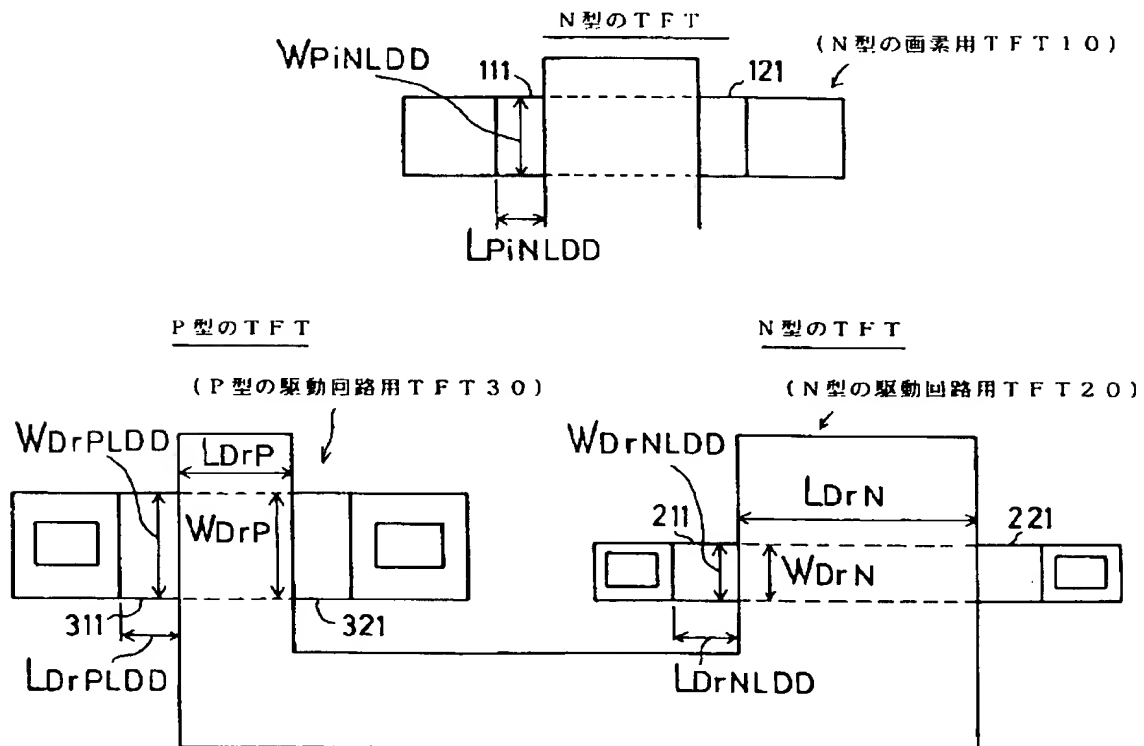 N型のTFT
(N型の画素用TFT10)
WPiNLDD
111
121
LPiNLDD
P型のTFT
N型のTFT
(P型の駆動回路用TFT30)
(N型の駆動回路用TFT20)
WDrPLDD
LDrP
WDrNLDD
LDrN
WDrP
211
221
WDrN
311
321
LDrPLDD
LDrNLDD